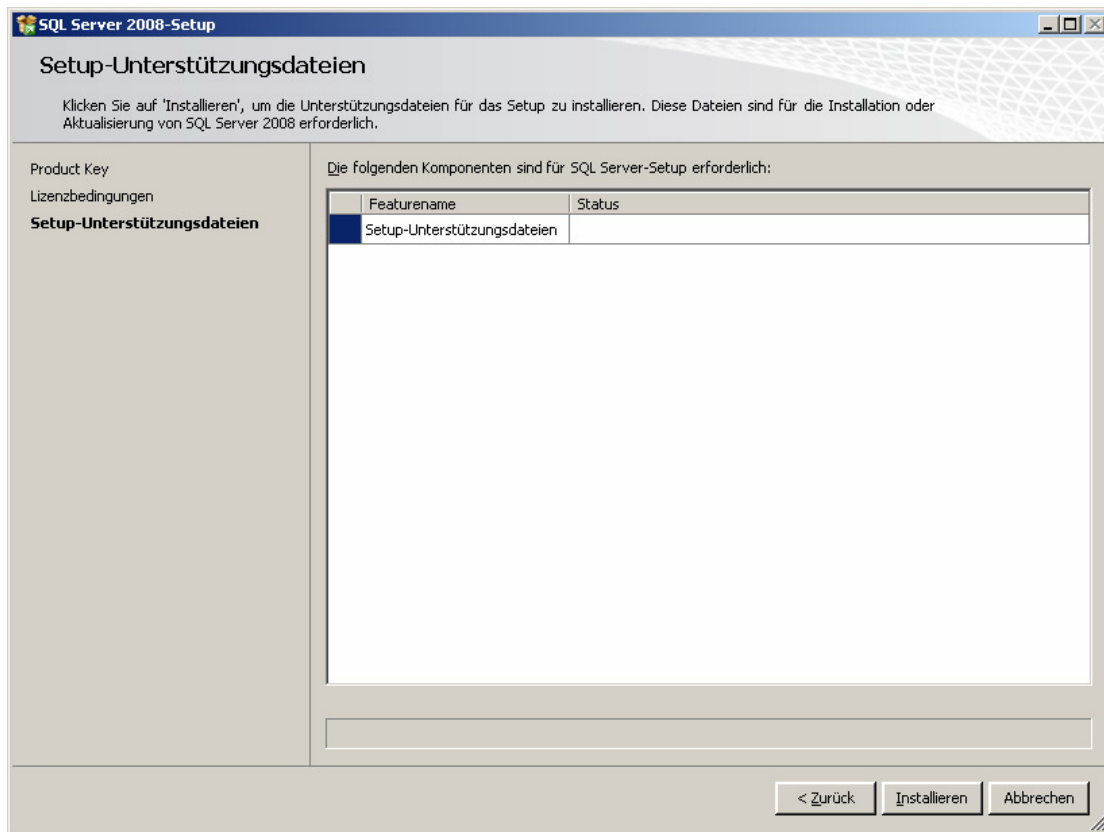 SQL Server 2008-Setup
Setup-Unterstützungsdateien
Klicken Sie auf 'Installieren', um die Unterstützungsdateien für das Setup zu installieren. Diese Dateien sind für die Installation oder
Aktualisierung von SQL Server 2008 erforderlich.
Product Key
Lizenzbedingungen
Setup-Unterstützungsdateien
Die folgenden Komponenten sind für SQL Server-Setup erforderlich:
Featurename Status
Setup-Unterstützungsdateien
< Zurück Installieren Abbrechen